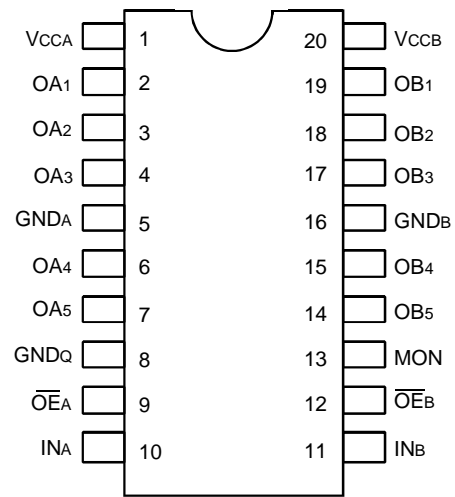 VCCA 1 20 VCCB
OA1 2 19 OB1
OA2 3 18 OB2
OA3 4 17 OB3
GNDA 5 16 GNDB
OA4 6 15 OB4
OA5 7 14 OB5
GNDQ 8 13 MON
O̅E̅A 9 12 O̅E̅B
INA 10 11 INB